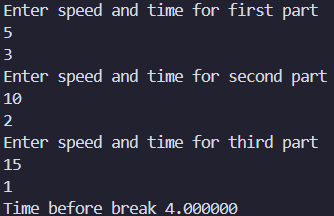 Enter speed and time for first part
5
3
Enter speed and time for second part
10
2
Enter speed and time for third part
15
1
Time before break 4.000000